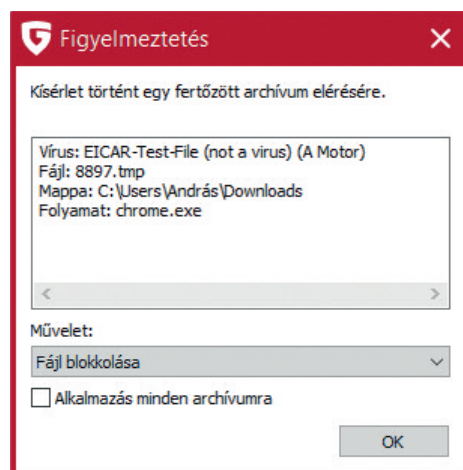 Figyelmeztetés
Kísérlet történt egy fertőzött archívum elérésére.
Vírus: EICAR-Test-File (not a virus) (A Motor)
Fájl: 8897.tmp
Mappa: C:\Users\András\Downloads
Folyamat: chrome.exe
Művelet:
Fájl blokkolása
Alkalmazás minden archívumra
OK